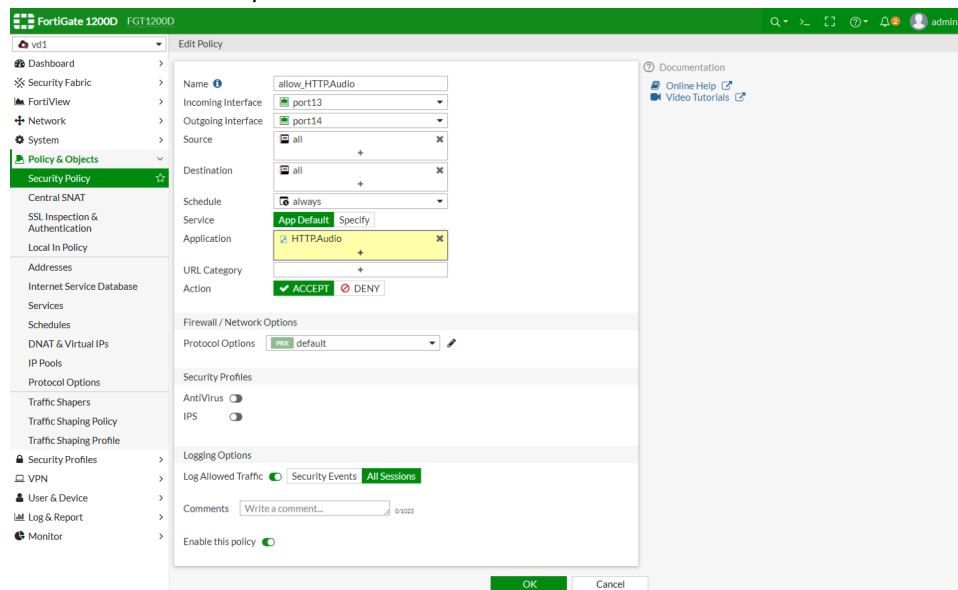 FortiGate 1200D FGT1200D
2 admin
vd1
Edit Policy
Dashboard
Security Fabric
FortiView
Network
System
Policy & Objects
Security Policy
Central SNAT
SSL Inspection &
Authentication
Local In Policy
Addresses
Internet Service Database
Services
Schedules
DNAT & Virtual IPs
IP Pools
Protocol Options
Traffic Shapers
Traffic Shaping Policy
Traffic Shaping Profile
Security Profiles
VPN
User & Device
Log & Report
Monitor
Name allow_HTTP.Audio
Incoming Interface port13
Outgoing Interface port14
Source all
+
Destination all
+
Schedule always
Service App Default Specify
Application HTTP.Audio
+
URL Category +
Action ACCEPT DENY
Firewall / Network Options
Protocol Options PRX default
Security Profiles
AntiVirus
IPS
Logging Options
Log Allowed Traffic Security Events All Sessions
Comments Write a comment... 0/1023
Enable this policy
OK Cancel
Documentation
Online Help
Video Tutorials